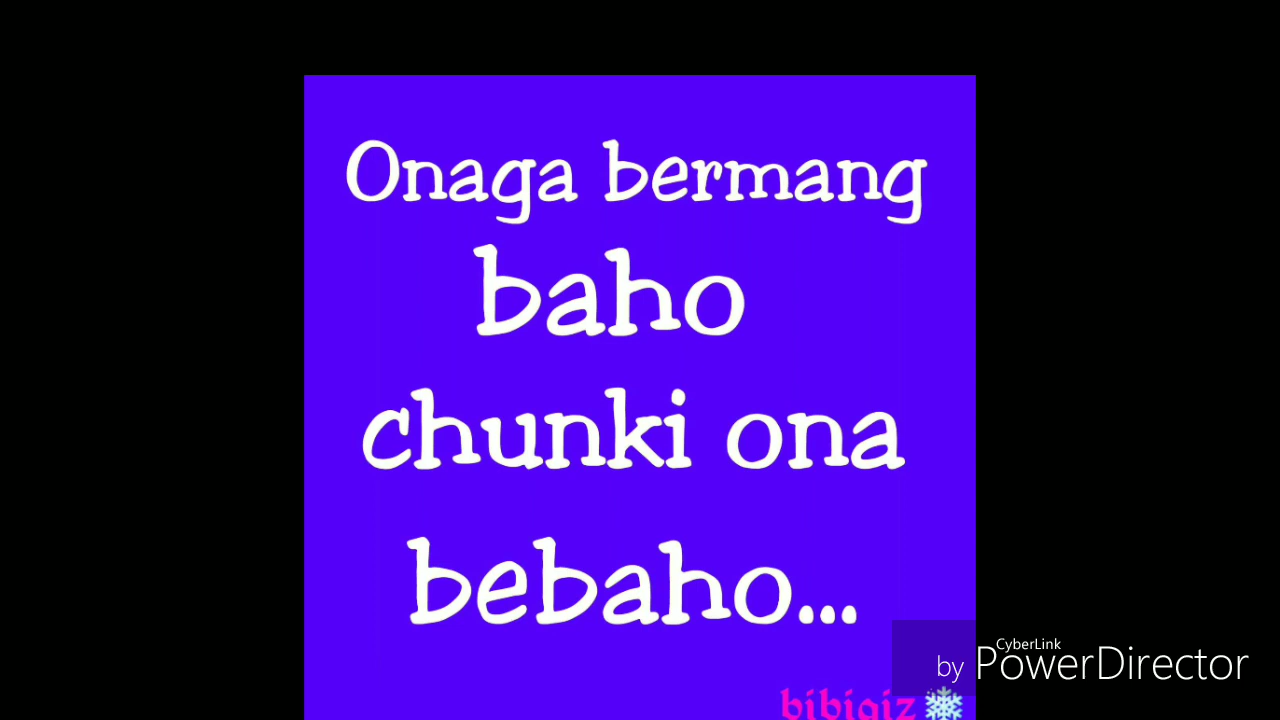 Onaga bermang
baho
chunki ona
bebaho...
CyberLink
by PowerDirector
bibigiz